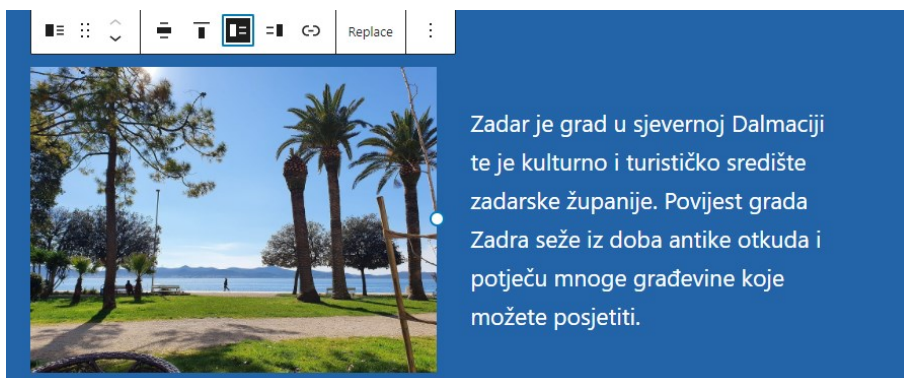 Replace
Zadar je grad u sjevernoj Dalmaciji
te je kulturno i turističko središte
zadarske županije. Povijest grada
Zadra seže iz doba antike otkuda i
potječu mnoge građevine koje
možete posjetiti.